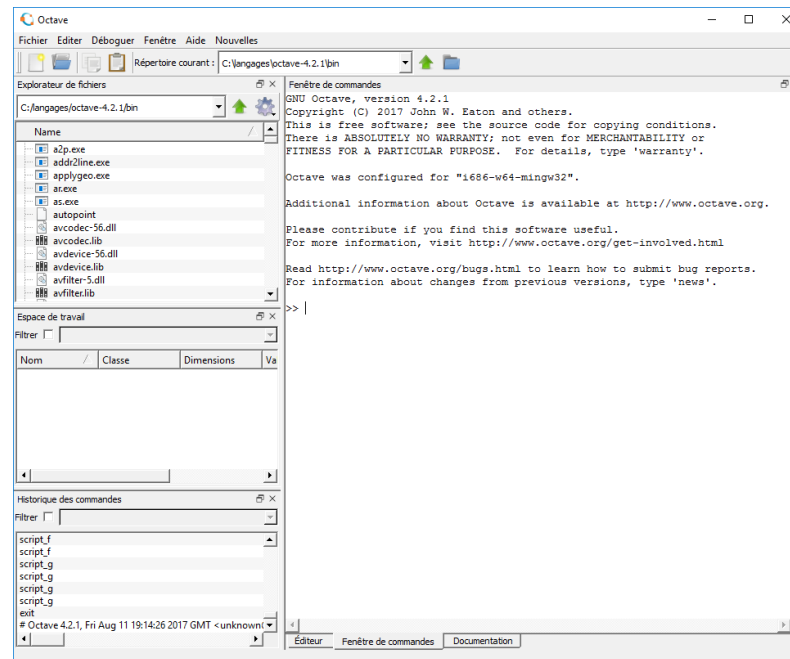 Octave
Fichier Editer Déboguer Fenêtre Aide Nouvelles
Répertoire courant : C:\langages\octave-4.2.1\bin
Explorateur de fichiers
C:/langages/octave-4.2.1/bin
Name
a2p.exe
addr2line.exe
applygeo.exe
ar.exe
as.exe
autopoint
avcodec-56.dll
avcodec.lib
avdevice-56.dll
avdevice.lib
avfilter-5.dll
avfilter.lib
Espace de travail
Filtrer
Nom Classe Dimensions Va
Historique des commandes
Filtrer
script_f
script_f
script_g
script_g
script_g
script_g
exit
# Octave 4.2.1, Fri Aug 11 19:14:26 2017 GMT <unknown(
Fenêtre de commandes
GNU Octave, version 4.2.1
Copyright (C) 2017 John W. Eaton and others.
This is free software; see the source code for copying conditions.
There is ABSOLUTELY NO WARRANTY; not even for MERCHANTABILITY or
FITNESS FOR A PARTICULAR PURPOSE.  For details, type 'warranty'.
Octave was configured for "i686-w64-mingw32".
Additional information about Octave is available at http://www.octave.org.
Please contribute if you find this software useful.
For more information, visit http://www.octave.org/get-involved.html
Read http://www.octave.org/bugs.html to learn how to submit bug reports.
For information about changes from previous versions, type 'news'.
>>
Éditeur Fenêtre de commandes Documentation